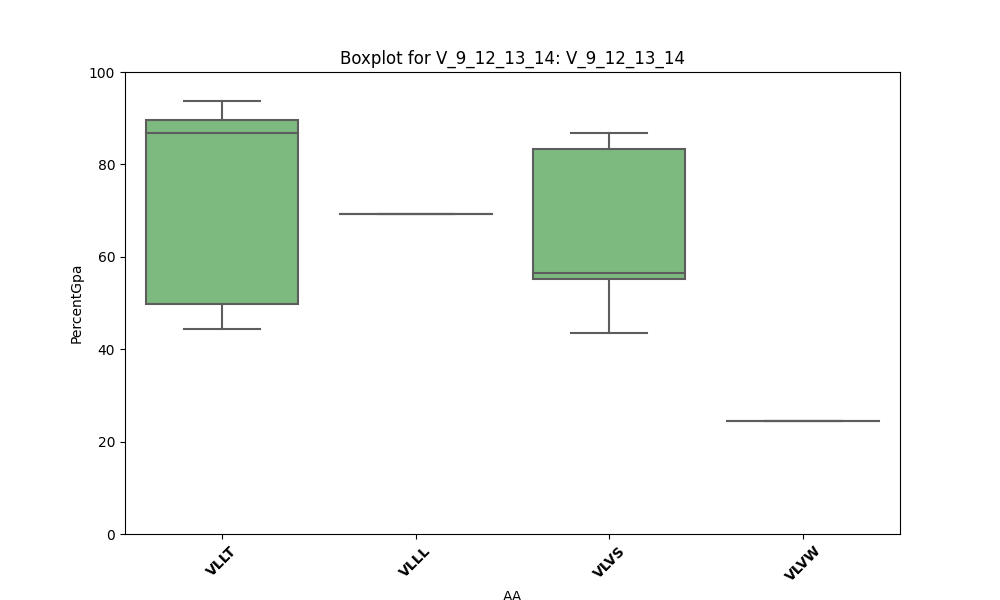 Boxplot for V_9_12_13_14: V_9_12_13_14
PercentGpa
100
80
60
40
20
0
VLLT
VLLL
VLVS
VLVW
AA